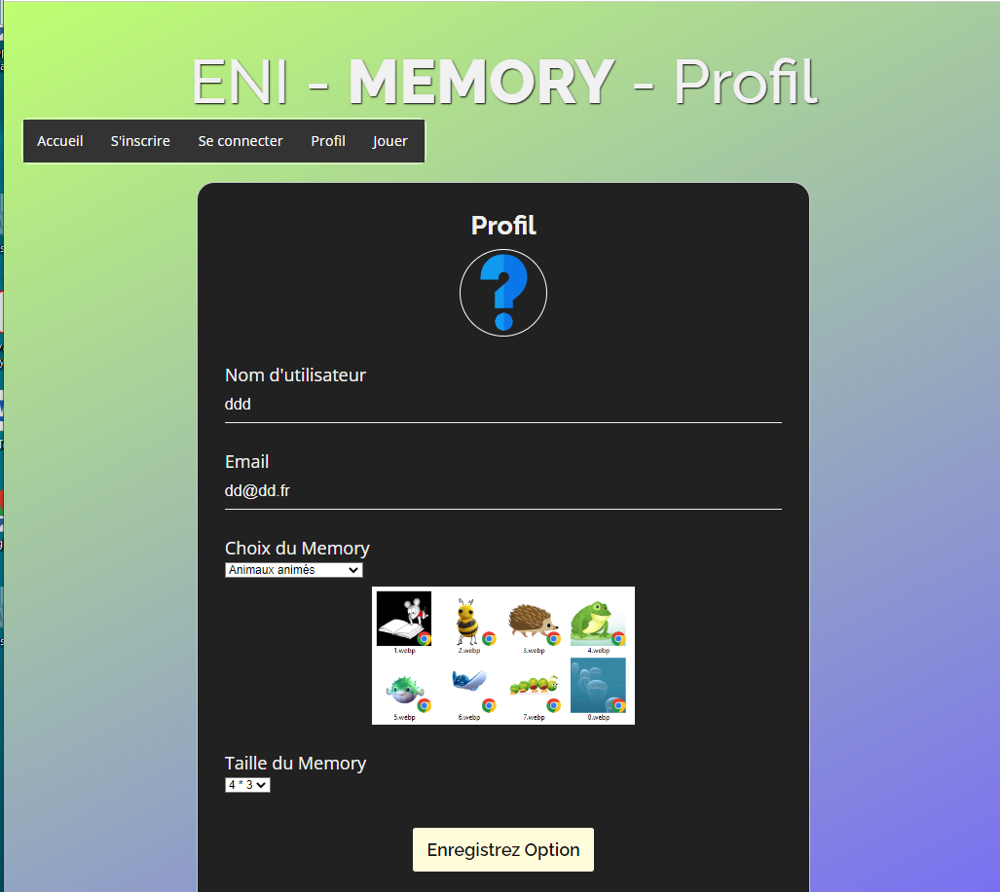 ENI - MEMORY - Profil
Accueil S'inscrire Se connecter Profil Jouer
Profil
Nom d'utilisateur
ddd
Email
dd@dd.fr
Choix du Memory
Animaux animés
1.webp 2.webp 3.webp 4.webp
5.webp 6.webp 7.webp 8.webp
Taille du Memory
4 * 3
Enregistrez Option